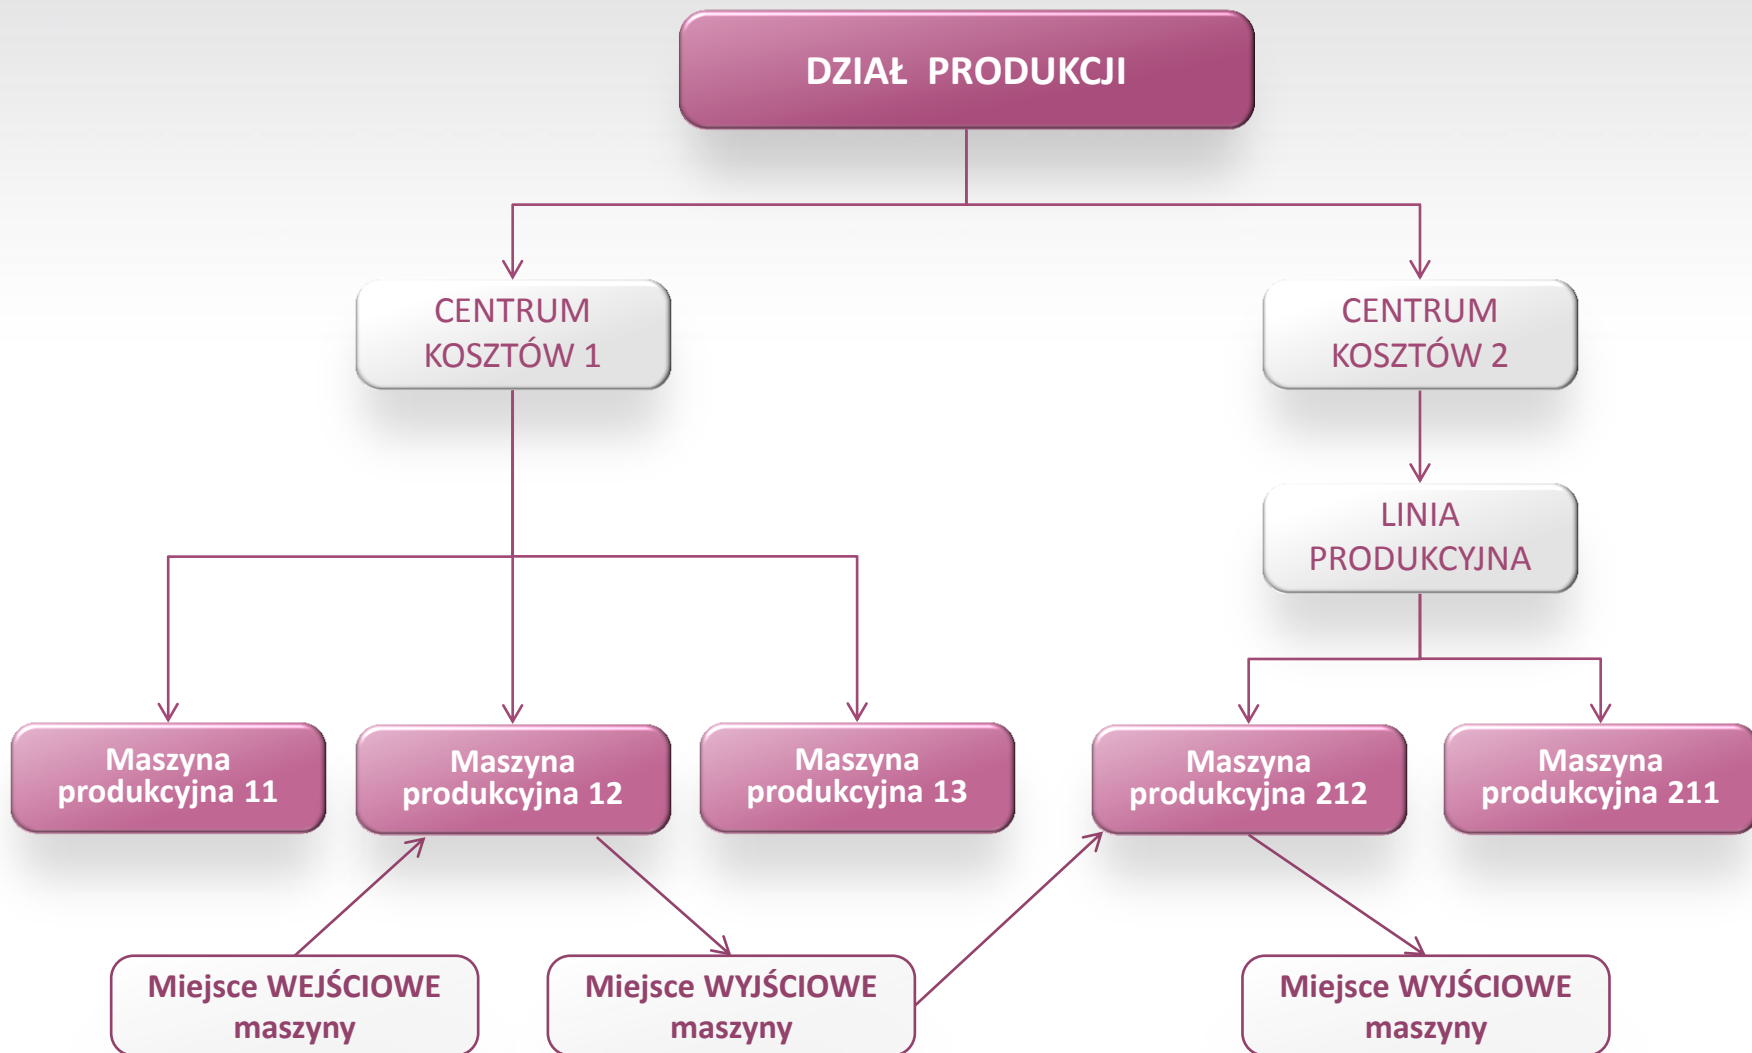 DZIAŁ PRODUKCJI
CENTRUM
KOSZTÓW 1
CENTRUM
KOSZTÓW 2
LINIA
PRODUKCYJNA
Maszyna
produkcyjna 11
Maszyna
produkcyjna 12
Maszyna
produkcyjna 13
Maszyna
produkcyjna 212
Maszyna
produkcyjna 211
Miejsce WEJŚCIOWE
maszyny
Miejsce WYJŚCIOWE
maszyny
Miejsce WYJŚCIOWE
maszyny